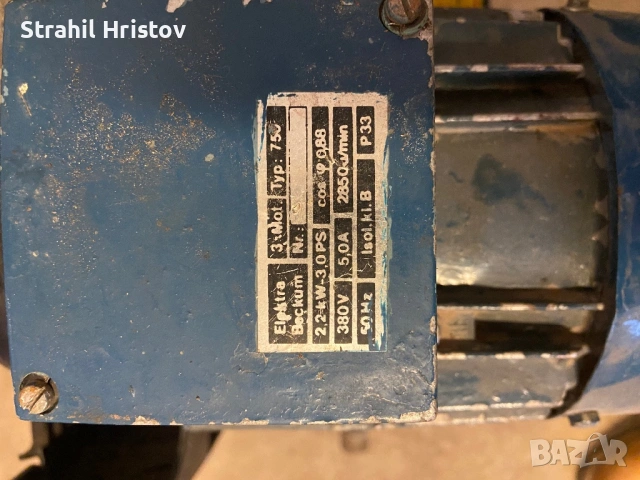 Strahil Hristov
Elektra Beckum
3~Mot. Typ: 750
Nr.:
2.2 kW-3,0 PS cos φ 0,88
380V 5,0A 2850 U/min
50 Hz Isol. kl. B P33
BAZAR